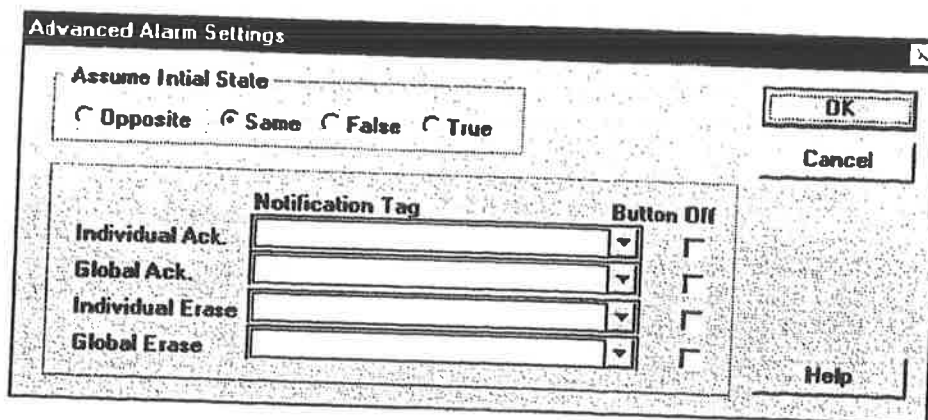 Advanced Alarm Settings
Assume Intial State
Opposite Same False True
OK
Cancel
Notification Tag Button Off
Individual Ack.
Global Ack.
Individual Erase
Global Erase
Help